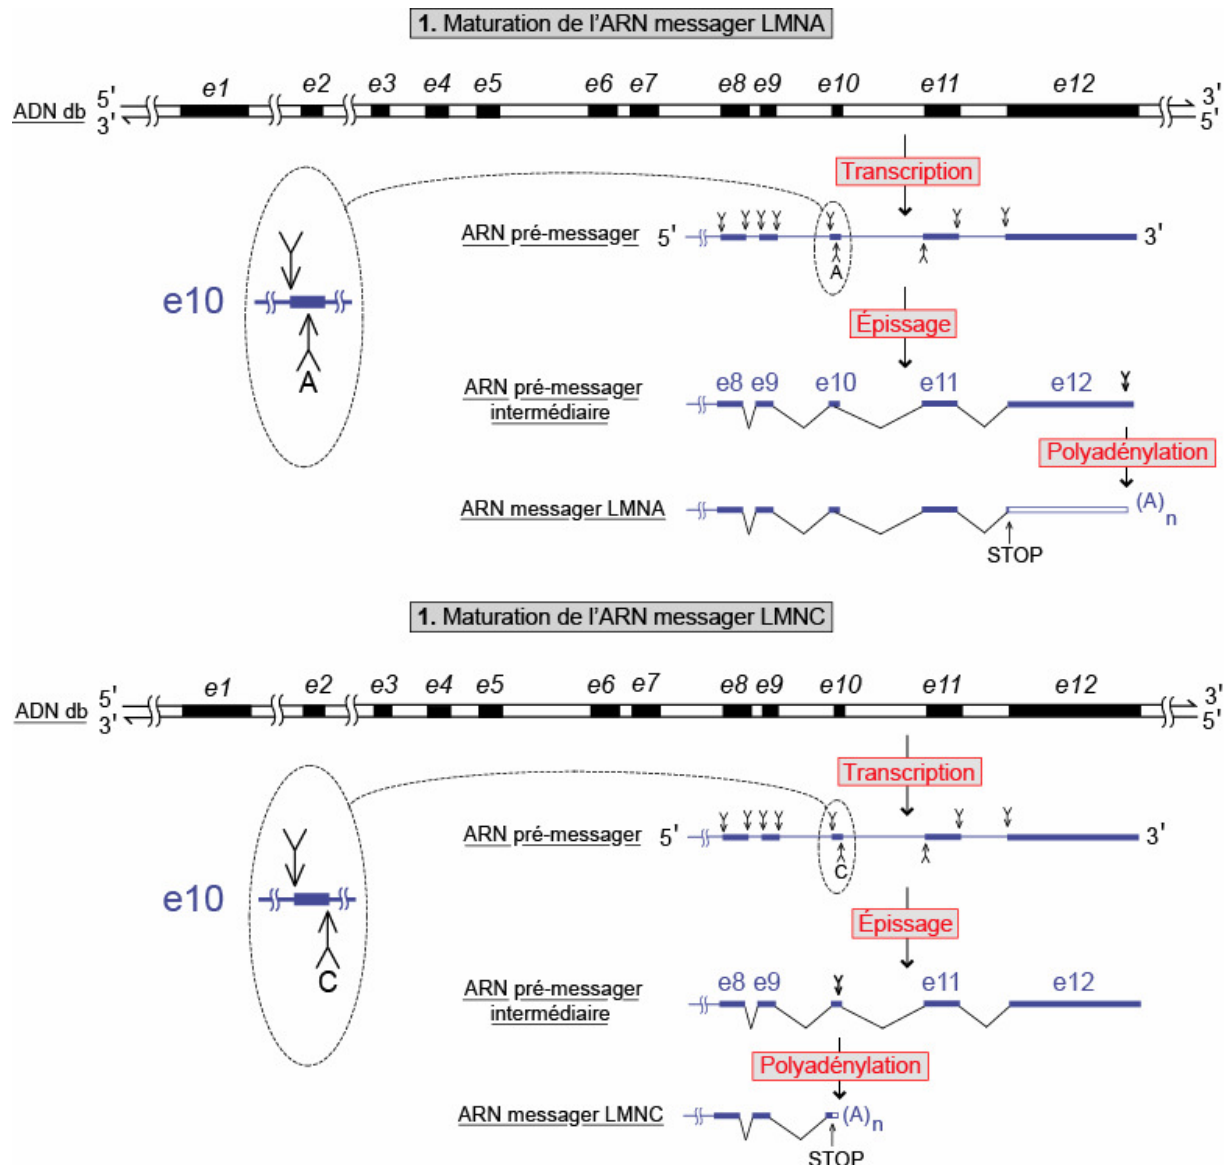 1. Maturation de l'ARN messager LMNA
e1 e2 e3 e4 e5 e6 e7 e8 e9 e10 e11 e12
ADN db 5' 3'
3' 5'
Transcription
ARN pré-messager 5' 3'
A
e10
A
Épissage
e8 e9 e10 e11 e12
ARN pré-messager
intermédiaire
Polyadénylation
ARN messager LMNA (A)n
STOP
1. Maturation de l'ARN messager LMNC
e1 e2 e3 e4 e5 e6 e7 e8 e9 e10 e11 e12
ADN db 5' 3'
3' 5'
Transcription
ARN pré-messager 5' 3'
C
e10
C
Épissage
e8 e9 e11 e12
ARN pré-messager
intermédiaire
Polyadénylation
ARN messager LMNC (A)n
STOP